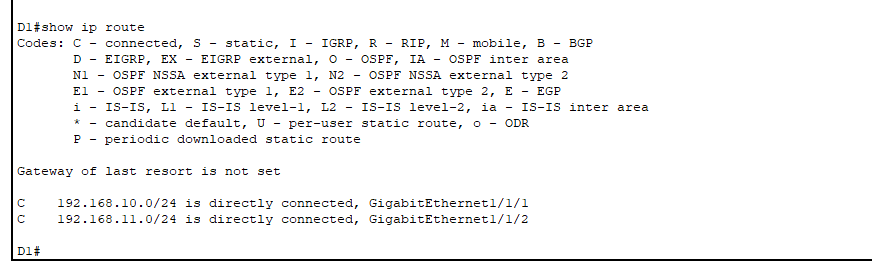 D1#show ip route
Codes: C - connected, S - static, I - IGRP, R - RIP, M - mobile, B - BGP
D - EIGRP, EX - EIGRP external, O - OSPF, IA - OSPF inter area
N1 - OSPF NSSA external type 1, N2 - OSPF NSSA external type 2
E1 - OSPF external type 1, E2 - OSPF external type 2, E - EGP
i - IS-IS, L1 - IS-IS level-1, L2 - IS-IS level-2, ia - IS-IS inter area
* - candidate default, U - per-user static route, o - ODR
P - periodic downloaded static route
Gateway of last resort is not set
C 192.168.10.0/24 is directly connected, GigabitEthernet1/1/1
C 192.168.11.0/24 is directly connected, GigabitEthernet1/1/2
D1#